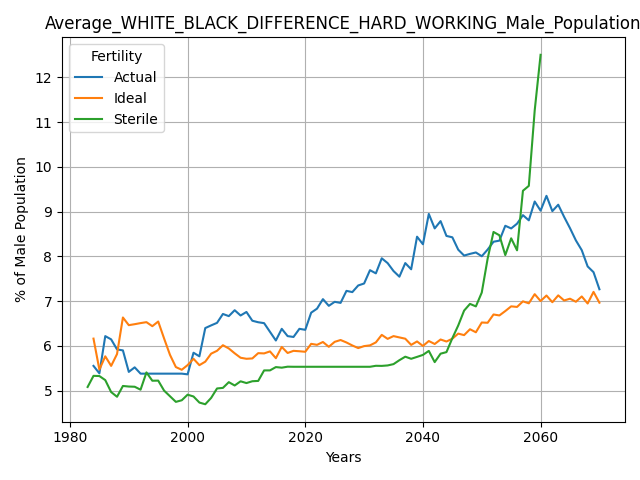 Average_WHITE_BLACK_DIFFERENCE_HARD_WORKING_Male_Population
Fertility
Actual
Ideal
Sterile
12
11
10
9
8
7
6
5
% of Male Population
1980
2000
2020
2040
2060
Years